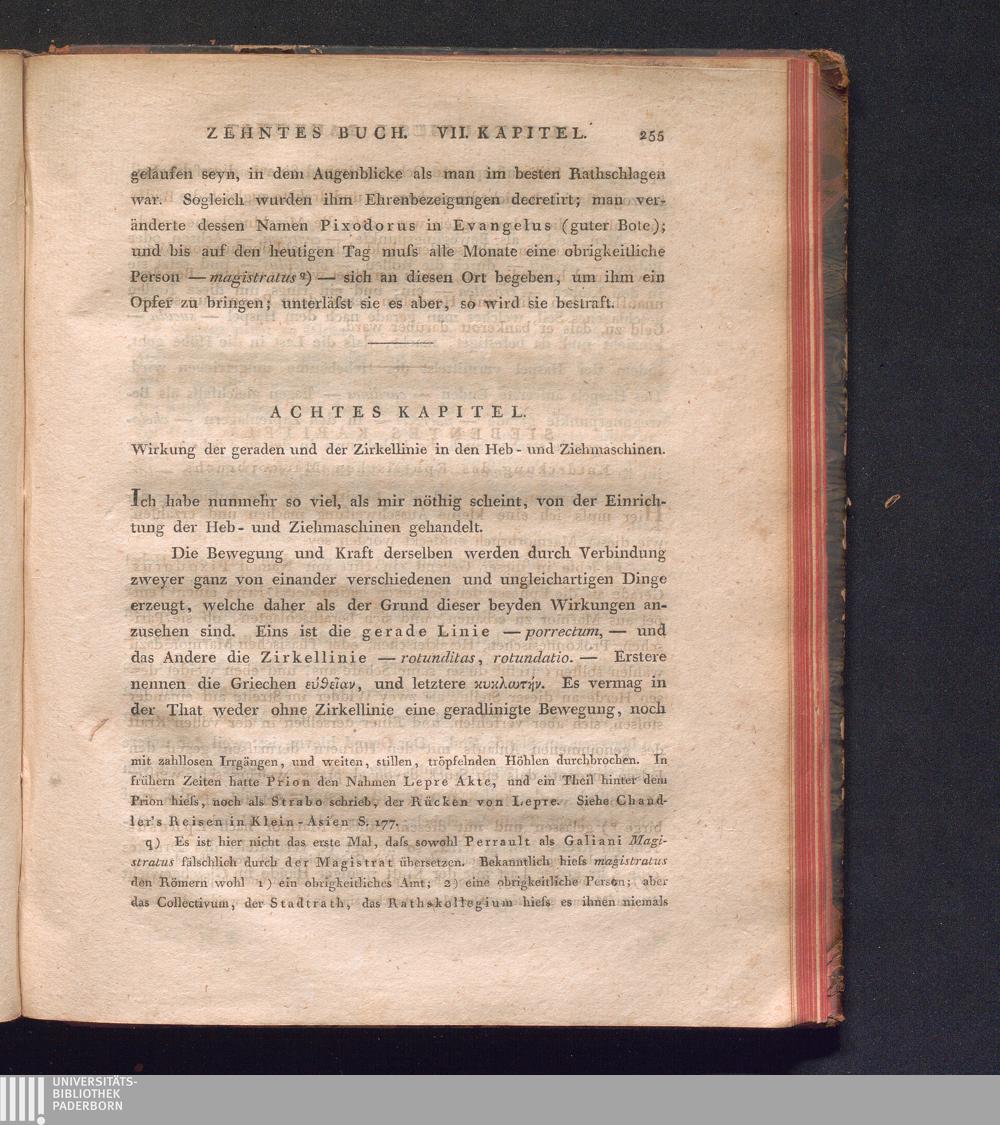 ZEHNTES BUCH. VII. KAPITEL. 255
gelaufen seyn, in dem Augenblicke als man im besten Rathschlagen
war. Sogleich wurden ihm Ehrenbezeigungen decretirt; man ver-
änderte dessen Namen Pixodorus in Evangelus (guter Bote);
und bis auf den heutigen Tag muſs alle Monate eine obrigkeitliche
Person — magistratus q) — sich an diesen Ort begeben, um ihm ein
Opfer zu bringen; unterläſst sie es aber, so wird sie bestraft.
ACHTES KAPITEL.
Wirkung der geraden und der Zirkellinie in den Heb- und Ziehmaschinen.
Ich habe nunmehr so viel, als mir nöthig scheint, von der Einrich-
tung der Heb- und Ziehmaschinen gehandelt.
Die Bewegung und Kraft derselben werden durch Verbindung
zweyer ganz von einander verschiedenen und ungleichartigen Dinge
erzeugt, welche daher als der Grund dieser beyden Wirkungen an-
zusehen sind. Eins ist die gerade Linie — porrectum, — und
das Andere die Zirkellinie — rotunditas, rotundatio. — Erstere
nennen die Griechen εὐθεῖαν, und letztere κυκλωτήν. Es vermag in
der That weder ohne Zirkellinie eine geradlinigte Bewegung, noch
mit zahllosen Irrgängen, und weiten, stillen, tröpfelnden Höhlen durchbrochen. In
frühern Zeiten hatte Prion den Nahmen Lepre Akte, und ein Theil hinter dem
Prion hieſs, noch als Strabo schrieb, der Rücken von Lepre. Siehe Chand-
ler's Reisen in Klein-Asien S. 177.
q) Es ist hier nicht das erste Mal, daſs sowohl Perrault als Galiani Magi-
stratus fälschlich durch der Magistrat übersetzen. Bekanntlich hieſs magistratus
den Römern wohl 1) ein obrigkeitliches Amt; 2) eine obrigkeitliche Person; aber
das Collectivum, der Stadtrath, das Rathskollegium hieſs es ihnen niemals
UNIVERSITÄTS-
BIBLIOTHEK
PADERBORN